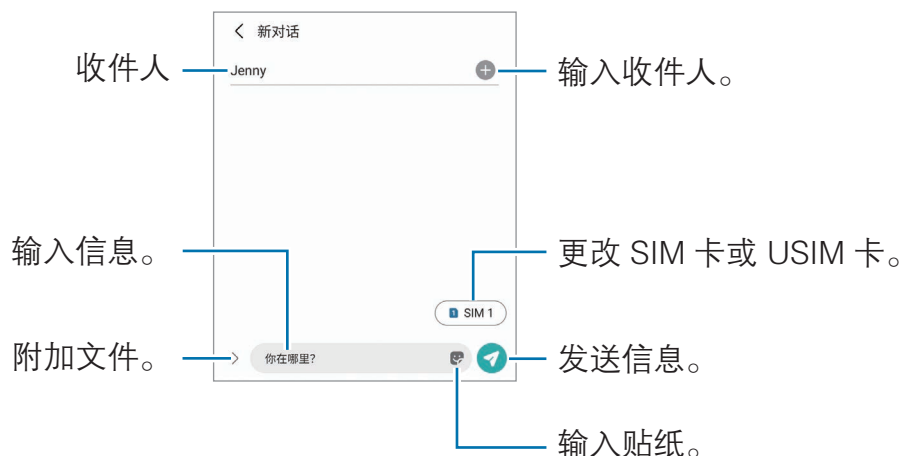 新对话
收件人
Jenny
输入收件人。
输入信息。
更改 SIM 卡或 USIM 卡。
1 SIM 1
附加文件。
你在哪里?
发送信息。
输入贴纸。